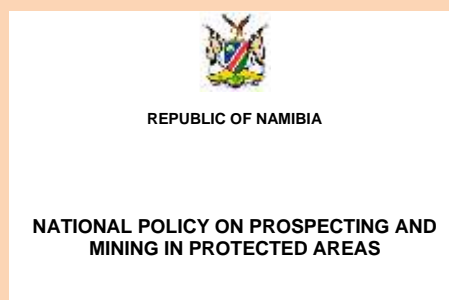 REPUBLIC OF NAMIBIA
NATIONAL POLICY ON PROSPECTING AND
MINING IN PROTECTED AREAS